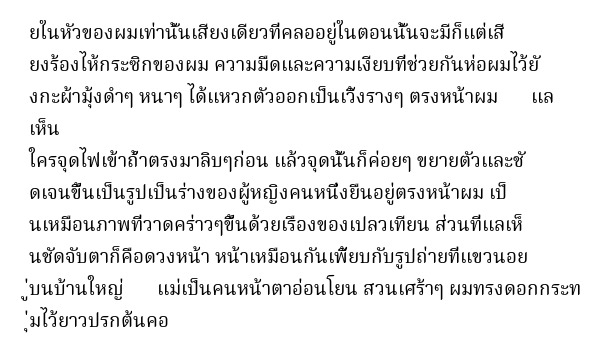 ยในหัวของผมเท่านั้นเสียงเดียวที่คลออยู่ในตอนนั้นจะมีก็แต่เสี
ยงร้องไห้กระซิกของผม ความมืดและความเงียบที่ช่วยกันห่อผมไว้ยั
งกะผ้ามุ้งดำๆ หนาๆ ได้แหวกตัวออกเป็นเวิ้งรางๆ ตรงหน้าผม แล
เห็น
ใครจุดไฟเข้าถ้ำตรงมาลิบๆก่อน แล้วจุดนั้นก็ค่อยๆ ขยายตัวและชั
ดเจนขึ้นเป็นรูปเป็นร่างของผู้หญิงคนหนึ่งยืนอยู่ตรงหน้าผม เป็
นเหมือนภาพที่วาดคร่าวๆขึ้นด้วยเรืองของเปลวเทียน ส่วนที่แลเห็
นชัดจับตาก็คือดวงหน้า หน้าเหมือนกันเพี้ยบกับรูปถ่ายที่แขวนอย
ู่บนบ้านใหญ่ แม่เป็นคนหน้าตาอ่อนโยน สวนเศร้าๆ ผมทรงดอกกระท
ุ่มไว้ยาวปรกต้นคอ